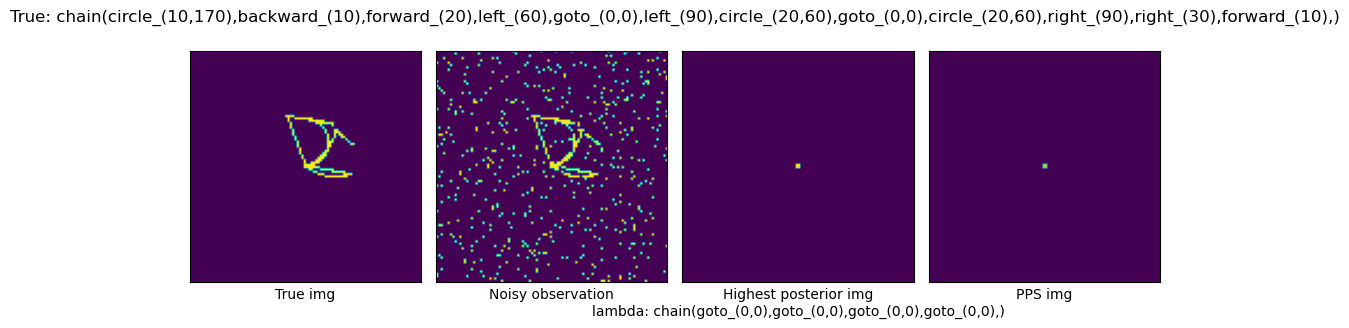 True: chain(circle_(10,170),backward_(10),forward_(20),left_(60),goto_(0,0),left_(90),circle_(20,60),goto_(0,0),circle_(20,60),right_(90),right_(30),forward_(10),)
True img
Noisy observation
Highest posterior img
PPS img
lambda: chain(goto_(0,0),goto_(0,0),goto_(0,0),goto_(0,0),)